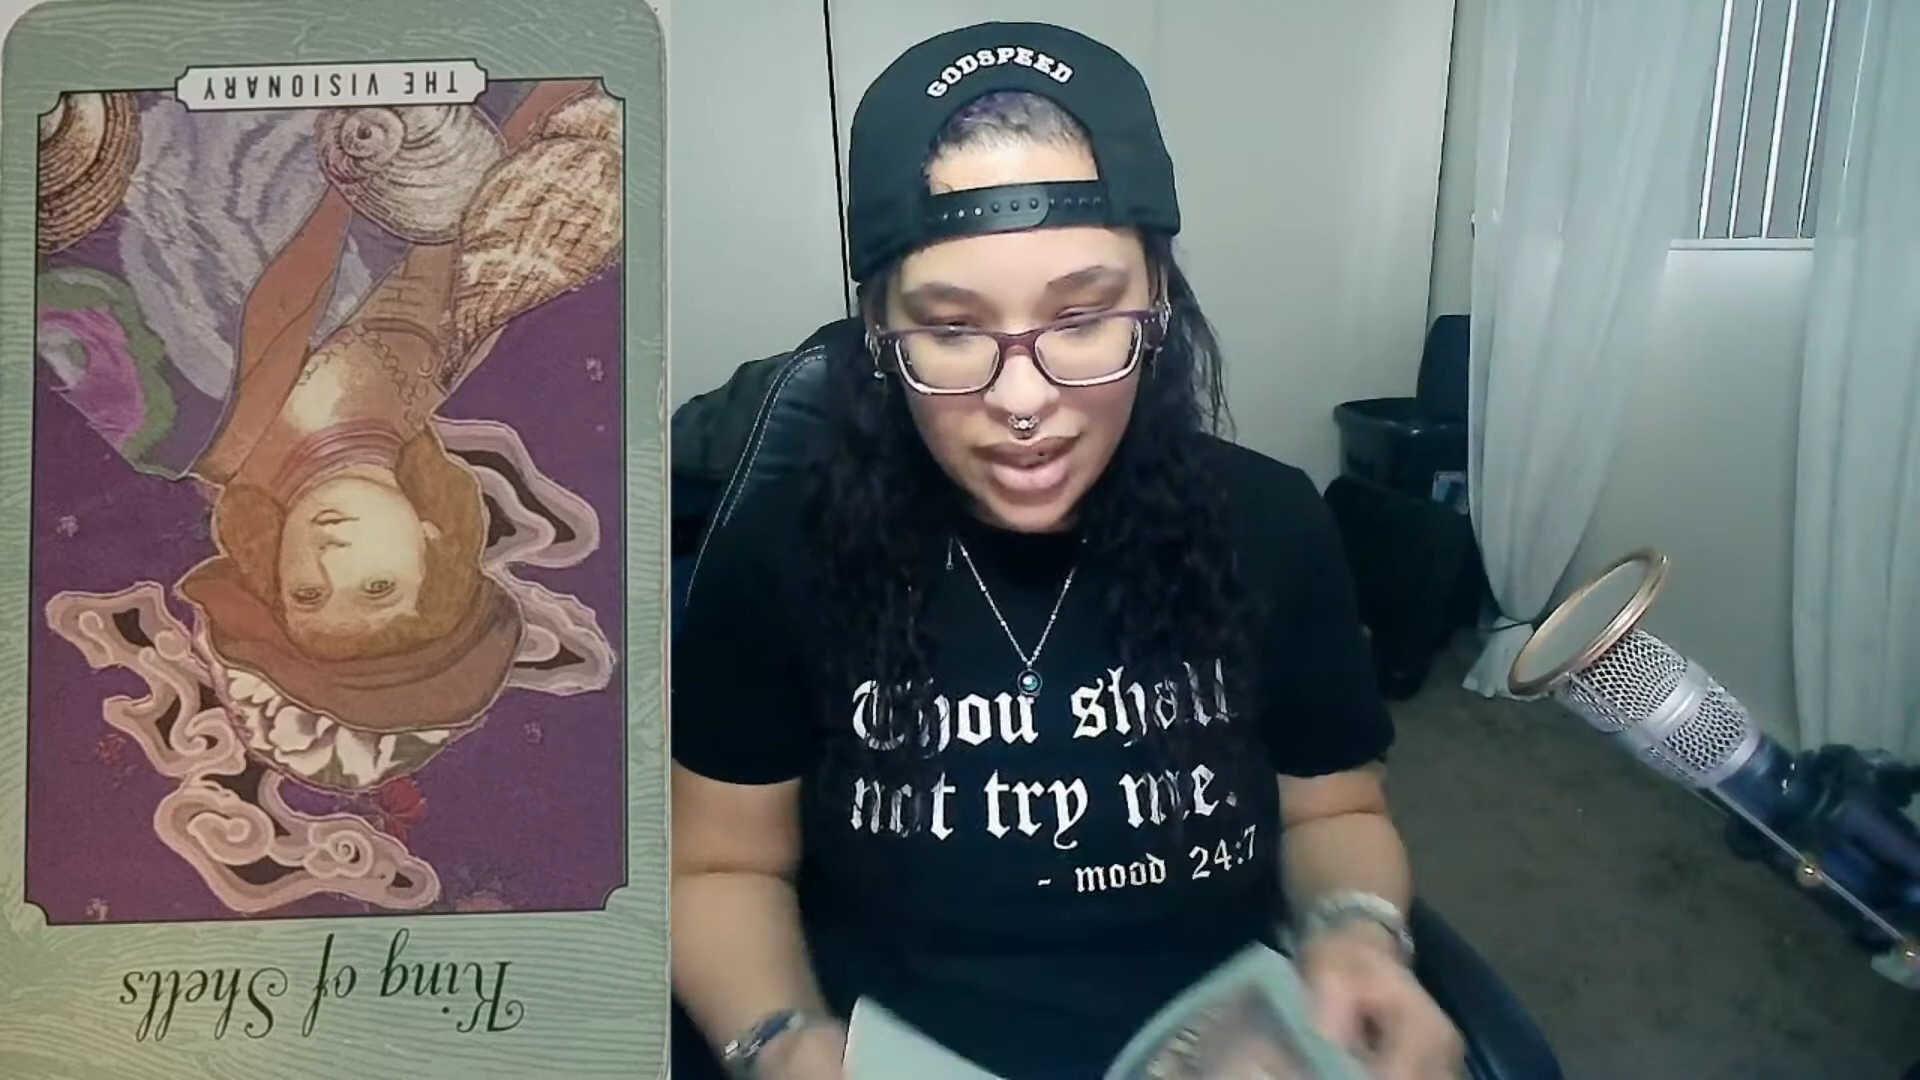 THE VISIONARY
King of Shells
GODSPEED
Thou shall
not try me.
- mood 24:7